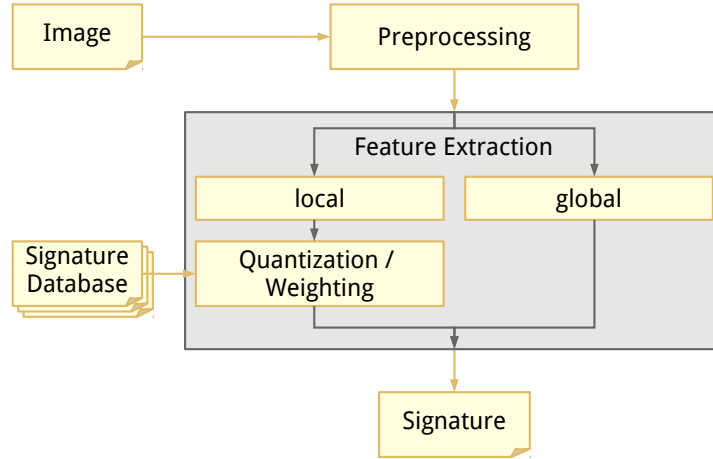 Image
Preprocessing
Feature Extraction
local
global
Signature
Database
Quantization /
Weighting
Signature